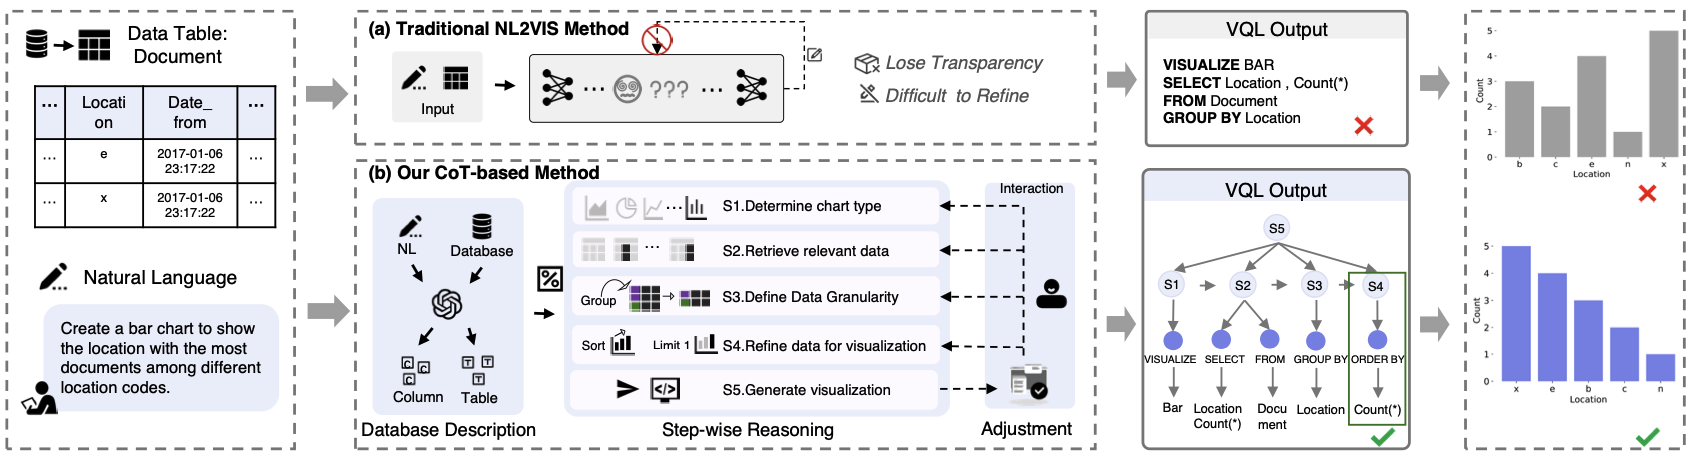 Data Table:
Document
... Locati
on Date_
from ...
... e 2017-01-06
23:17:22 ...
... x 2017-01-06
23:17:22 ...
Natural Language
Create a bar chart to show
the location with the most
documents among different
location codes.
(a) Traditional NL2VIS Method
Input
... ??? ...
Lose Transparency
Difficult to Refine
VQL Output
VISUALIZE BAR
SELECT Location , Count(*)
FROM Document
GROUP BY Location
Count
5
4
3
2
1
0
b c e n x
Location
(b) Our CoT-based Method
NL
Database
C C
C
T T
T
Column Table
Database Description
%
... S1.Determine chart type
... S2.Retrieve relevant data
Group S3.Define Data Granularity
Sort Limit 1 S4.Refine data for visualization
</> S5.Generate visualization
Step-wise Reasoning
Interaction
Adjustment
VQL Output
S5
S1 S2 S3 S4
VISUALIZE SELECT FROM GROUP BY ORDER BY
Bar Location
Count(*) Docu
ment Location Count(*)
Count
5
4
3
2
1
0
x e b c n
Location